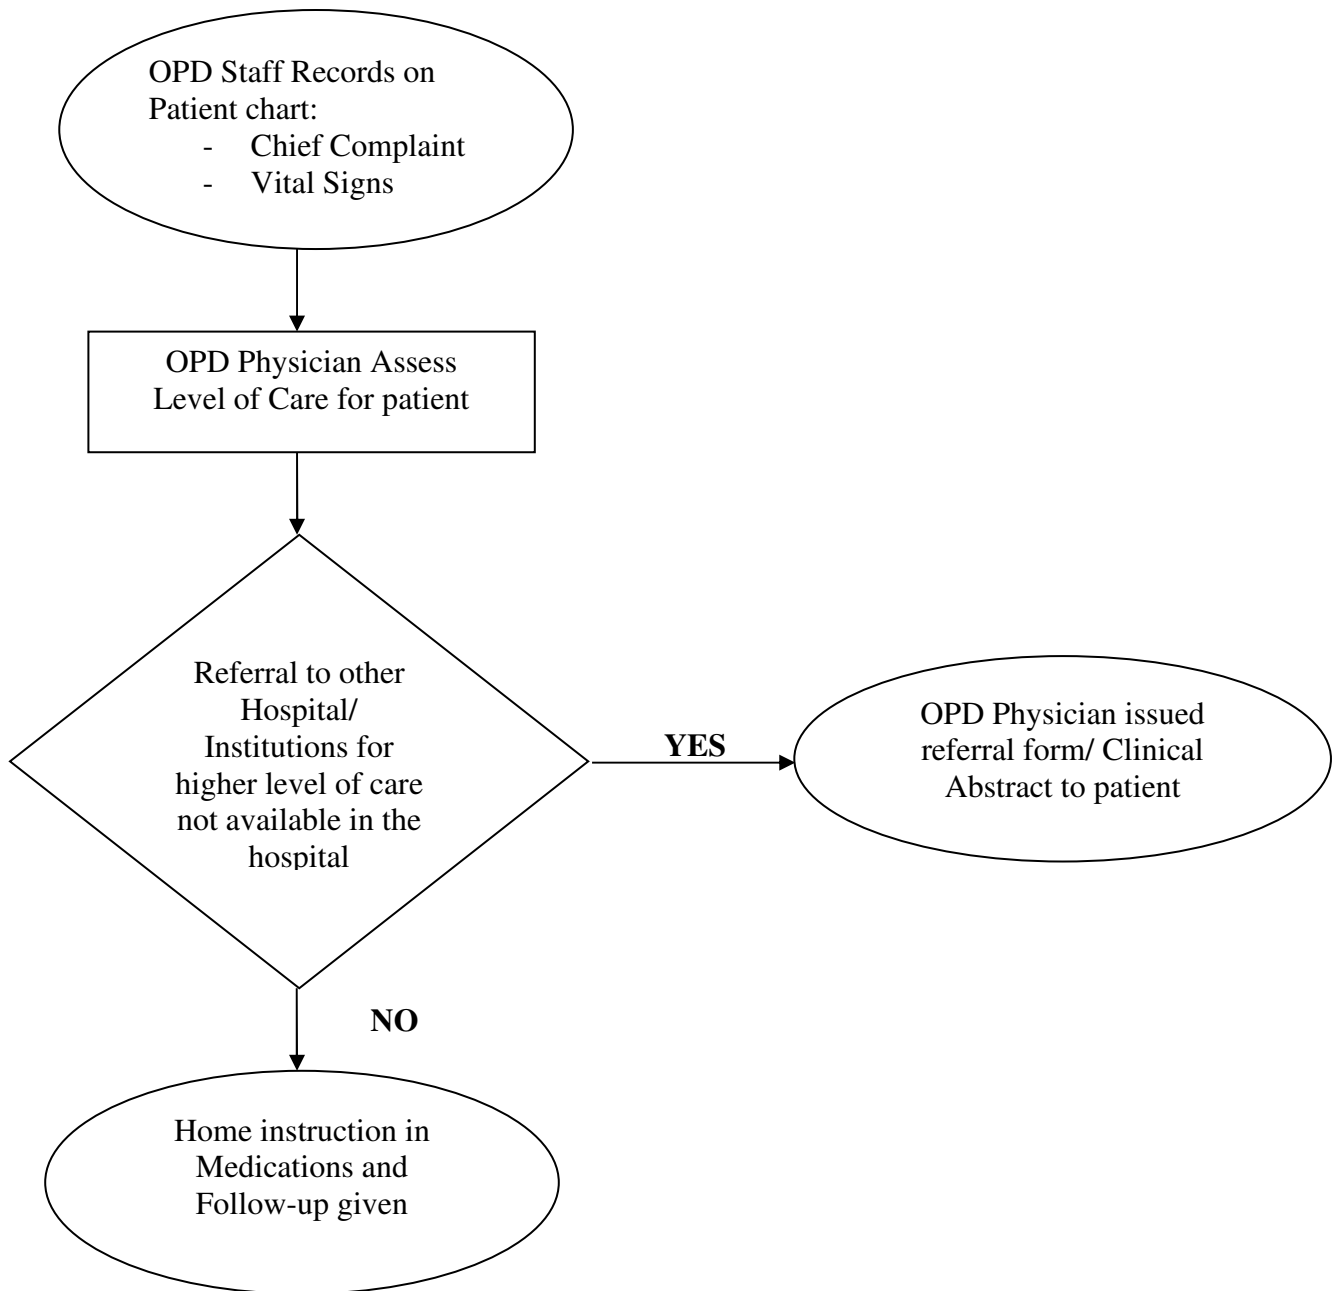 OPD Staff Records on
Patient chart:
- Chief Complaint
- Vital Signs
OPD Physician Assess
Level of Care for patient
Referral to other
Hospital/
Institutions for
higher level of care
not available in the
hospital
YES
OPD Physician issued
referral form/ Clinical
Abstract to patient
NO
Home instruction in
Medications and
Follow-up given